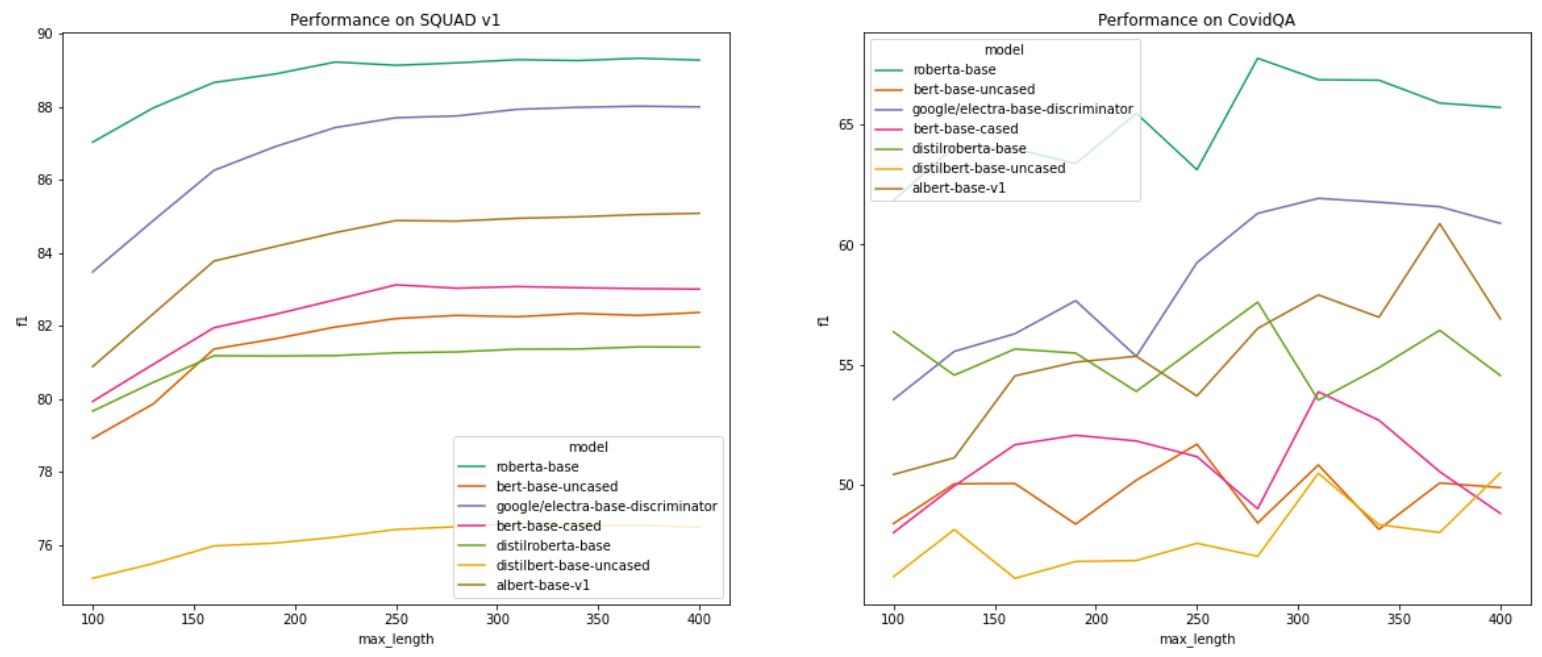 Performance on SQUAD v1
90
88
86
84
82
80
78
76
f1
model
roberta-base
bert-base-uncased
google/electra-base-discriminator
bert-base-cased
distilroberta-base
distilbert-base-uncased
albert-base-v1
100
150
200
250
300
350
400
max_length
Performance on CovidQA
model
roberta-base
bert-base-uncased
google/electra-base-discriminator
bert-base-cased
distilroberta-base
distilbert-base-uncased
albert-base-v1
65
60
55
50
f1
100
150
200
250
300
350
400
max_length